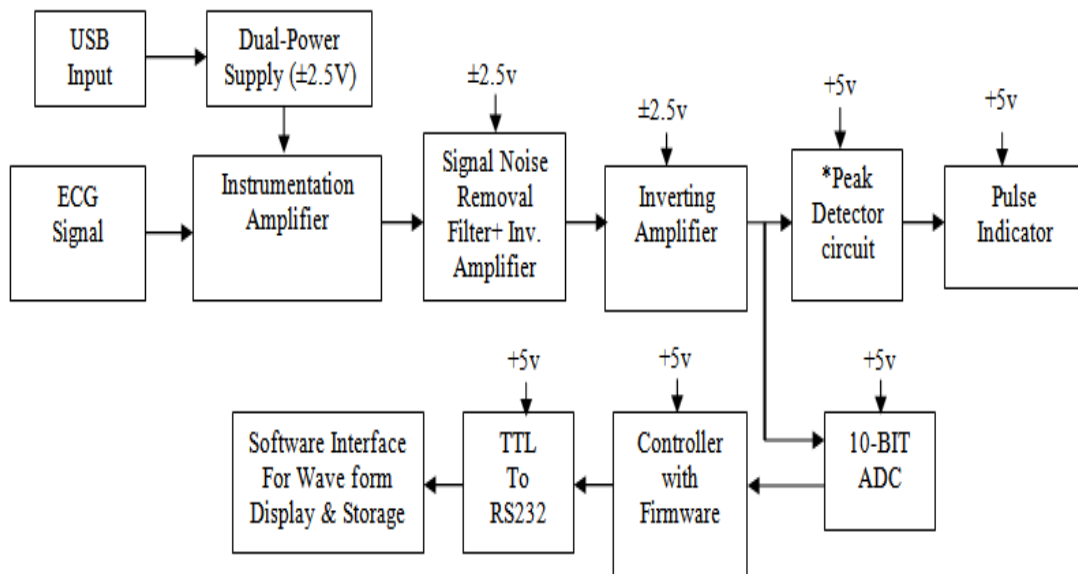 USB
Input
Dual-Power
Supply (±2.5V)
±2.5v
±2.5v
+5v
+5v
ECG
Signal
Instrumentation
Amplifier
Signal Noise
Removal
Filter+ Inv.
Amplifier
Inverting
Amplifier
*Peak
Detector
circuit
Pulse
Indicator
+5v
+5v
+5v
Software Interface
For Wave form
Display & Storage
TTL
To
RS232
Controller
with
Firmware
10-BIT
ADC